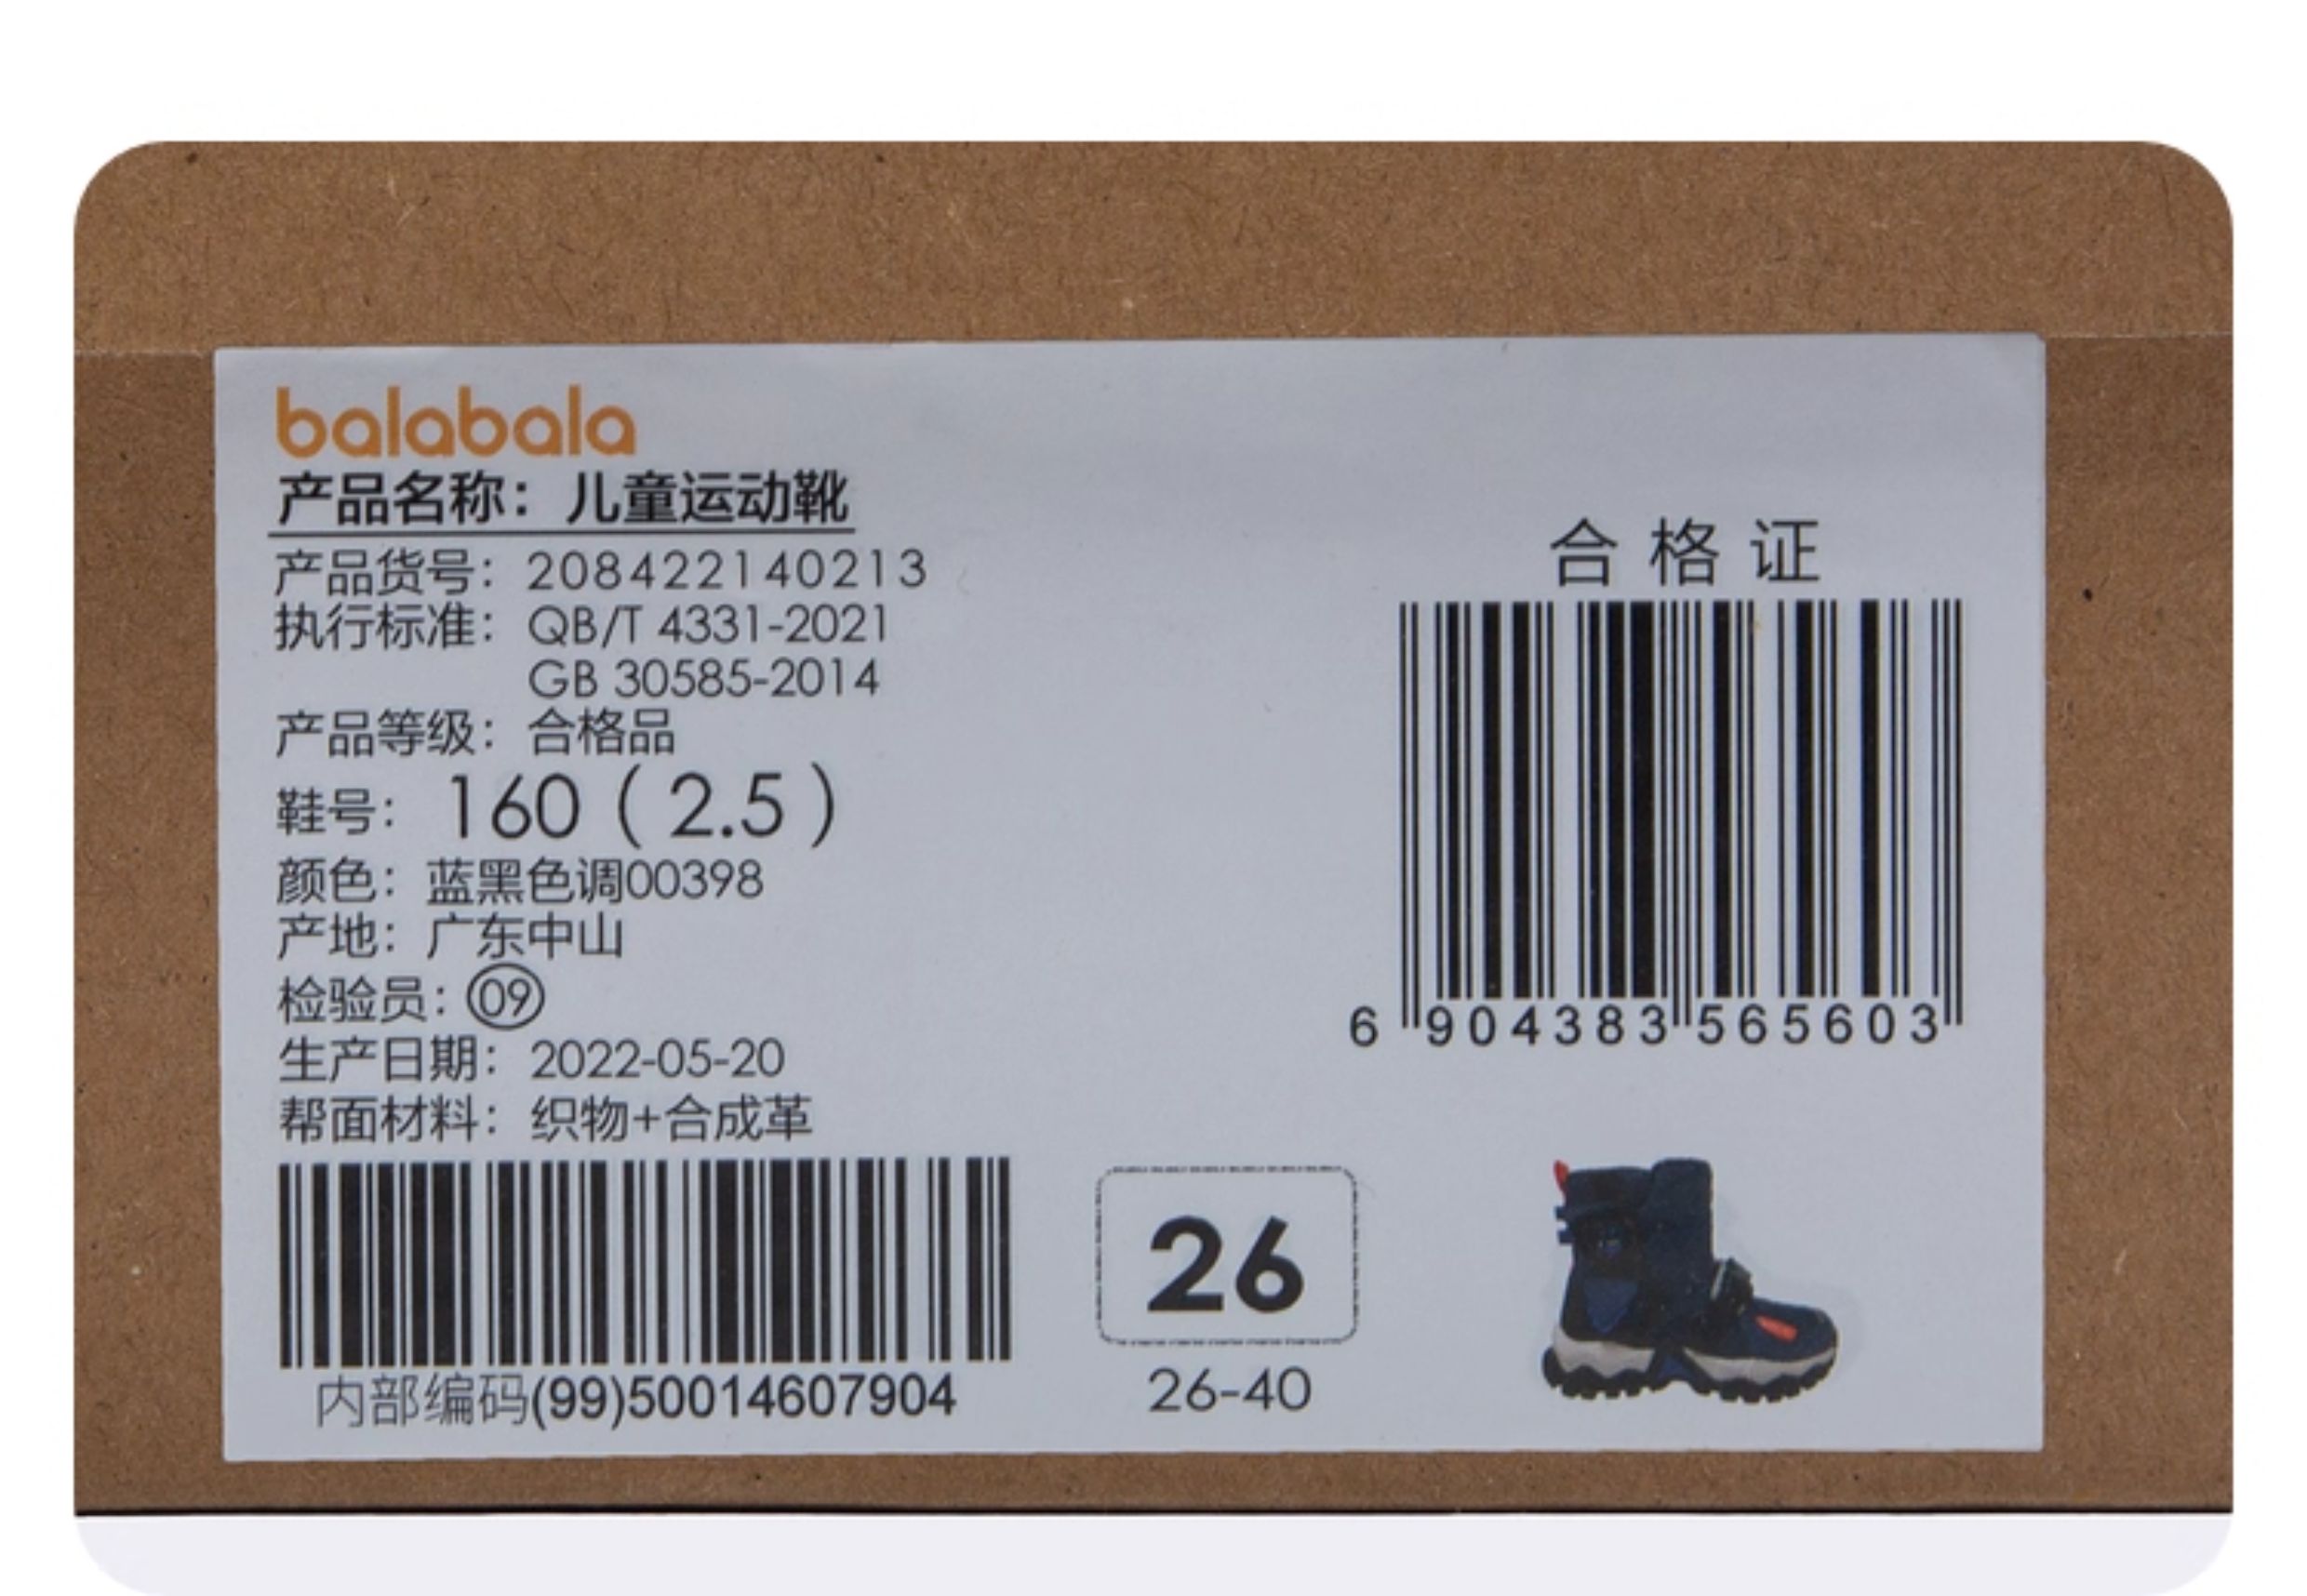 balabala
产品名称：儿童运动靴
产品货号：208422140213
执行标准：QB/T 4331-2021
GB 30585-2014
产品等级：合格品
鞋号：160（2.5）
颜色：蓝黑色调00398
产地：广东中山
检验员：09
生产日期：2022-05-20
帮面材料：织物+合成革
内部编码(99)50014607904
26
26-40
合格证
6 904383 565603